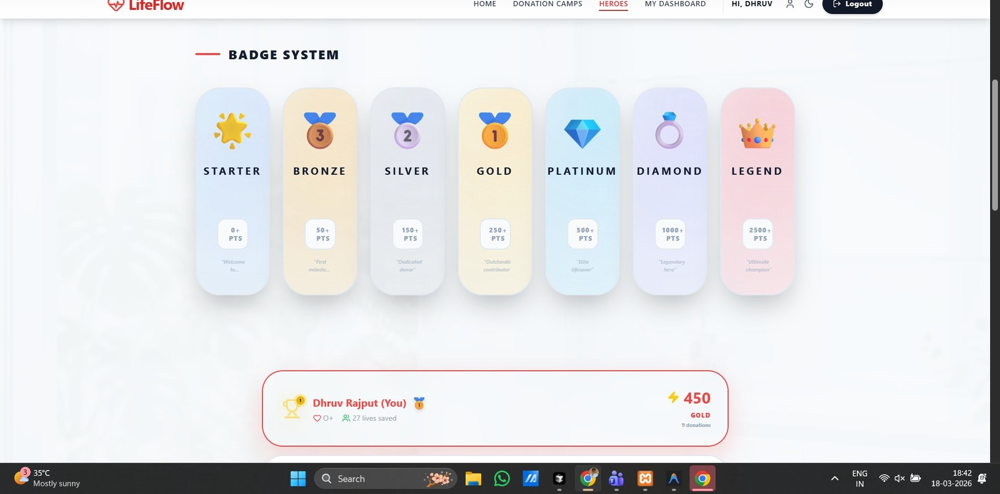 LifeFlow
HOME DONATION CAMPS HEROES MY DASHBOARD HI, DHRUV Logout
BADGE SYSTEM
3 2 1
STARTER BRONZE SILVER GOLD PLATINUM DIAMOND LEGEND
0+ 50+ 150+ 250+ 500+ 1000+ 2500+
PTS PTS PTS PTS PTS PTS PTS
"Welcome "First "Dedicated "Outstandir "Elite "Legendary "Ultimate
to... milesto... donor" contributor' lifesaver" hero" champion"
1
Dhruv Rajput (You) 1 450
GOLD
O+ 27 lives saved
9 donations
3 35°C
Mostly sunny
Search
ENG
IN
18:42
18-03-2026